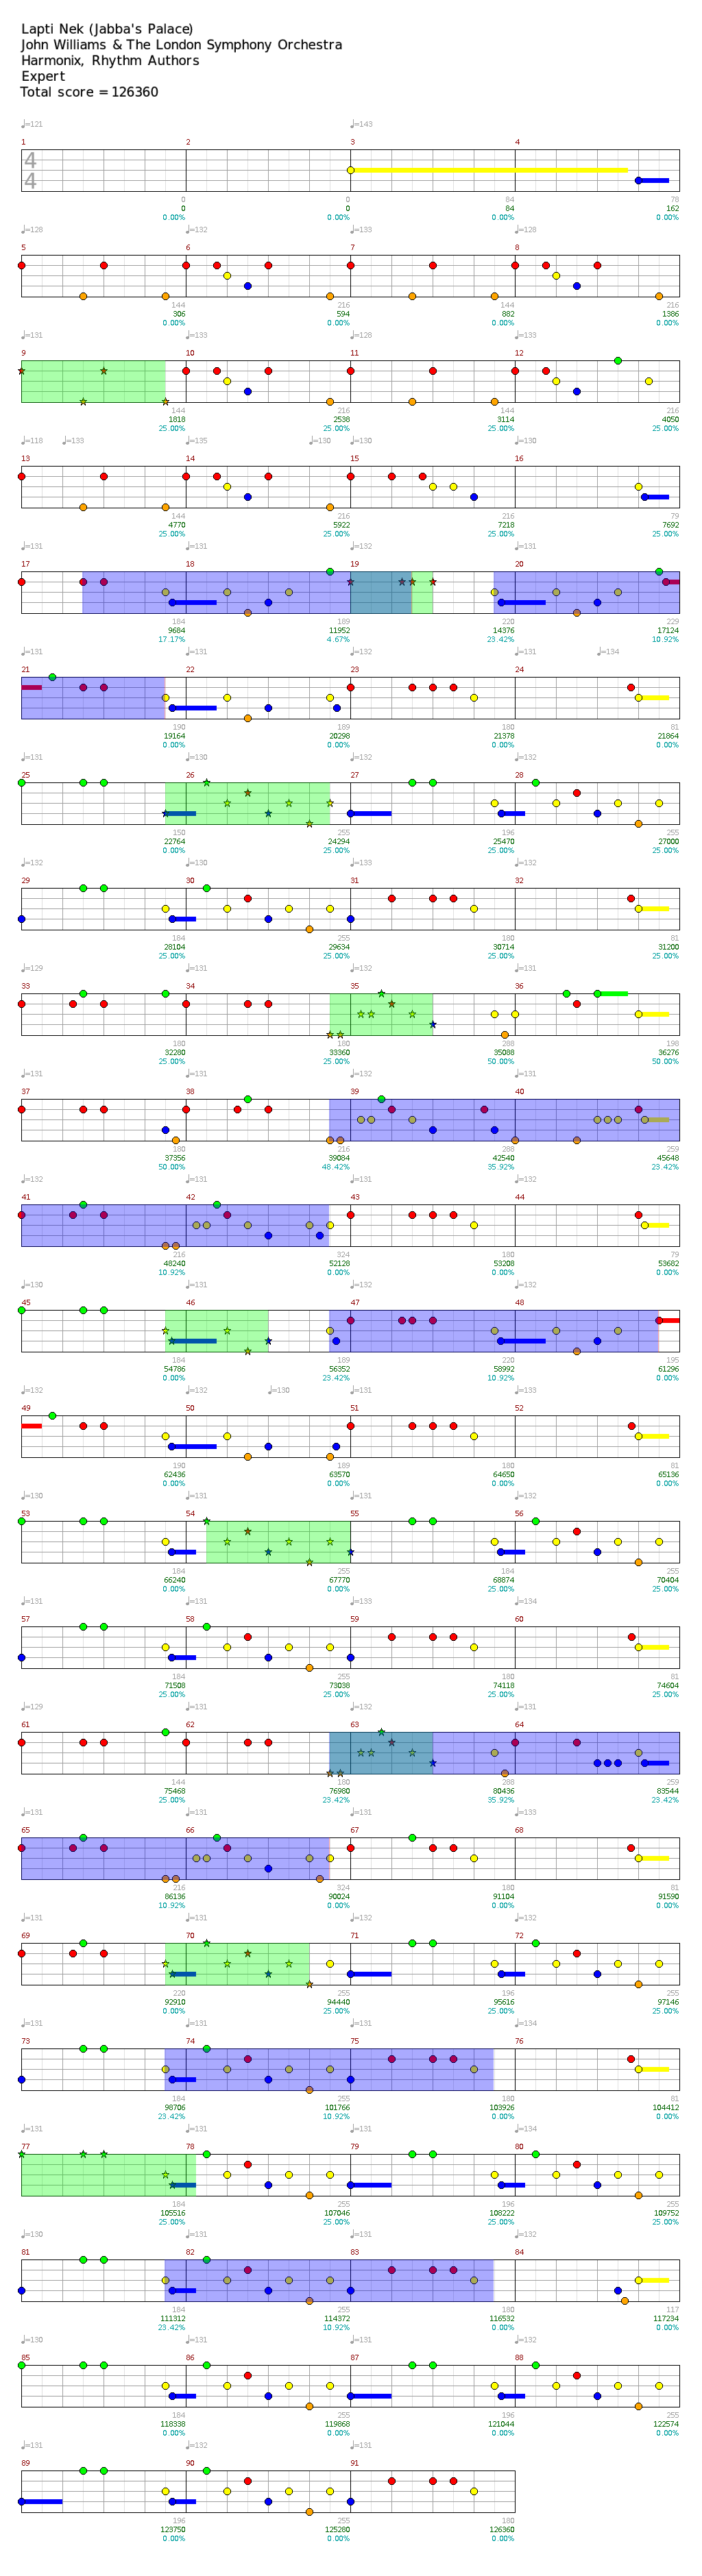 Lapti Nek (Jabba's Palace)
John Williams & The London Symphony Orchestra
Harmonix, Rhythm Authors
Expert
Total score = 126360
♩=121 ♩=143
1 2 3 4
4
4
0 0 84 78
0 84 162
0.00% 0.00% 0.00% 0.00%
♩=128 ♩=132 ♩=133 ♩=128
5 6 7 8
144 216 144 216
306 594 882 1386
0.00% 0.00% 0.00% 0.00%
♩=131 ♩=133 ♩=128 ♩=133
9 10 11 12
144 216 144 216
1818 2538 3114 4050
25.00% 25.00% 25.00% 25.00%
♩=118 ♩=133 ♩=135 ♩=130 ♩=130 ♩=130
13 14 15 16
144 216 216 79
4770 5922 7218 7692
25.00% 25.00% 25.00% 25.00%
♩=131 ♩=131 ♩=132 ♩=131
17 18 19 20
184 189 220 229
9684 11952 14376 17124
17.17% 4.67% 23.42% 10.92%
♩=131 ♩=131 ♩=132 ♩=131 ♩=134
21 22 23 24
190 189 180 81
19164 20298 21378 21864
0.00% 0.00% 0.00% 0.00%
♩=131 ♩=130 ♩=132 ♩=132
25 26 27 28
150 255 196 255
22764 24294 25470 27000
0.00% 25.00% 25.00% 25.00%
♩=132 ♩=130 ♩=133 ♩=132
29 30 31 32
184 255 180 81
28104 29634 30714 31200
25.00% 25.00% 25.00% 25.00%
♩=129 ♩=131 ♩=132 ♩=131
33 34 35 36
180 180 288 198
32280 33360 35088 36276
25.00% 25.00% 50.00% 50.00%
♩=131 ♩=131 ♩=132 ♩=131
37 38 39 40
180 216 288 259
37356 39084 42540 45648
50.00% 48.42% 35.92% 23.42%
♩=132 ♩=131 ♩=131 ♩=132
41 42 43 44
216 324 180 79
48240 52128 53208 53682
10.92% 0.00% 0.00% 0.00%
♩=130 ♩=131 ♩=132 ♩=132
45 46 47 48
184 189 220 195
54786 56352 58992 61296
0.00% 23.42% 10.92% 0.00%
♩=132 ♩=132 ♩=130 ♩=131 ♩=133
49 50 51 52
190 189 180 81
62436 63570 64650 65136
0.00% 0.00% 0.00% 0.00%
♩=130 ♩=131 ♩=131 ♩=132
53 54 55 56
184 255 184 255
66240 67770 68874 70404
0.00% 0.00% 25.00% 25.00%
♩=131 ♩=131 ♩=133 ♩=134
57 58 59 60
184 255 180 81
71508 73038 74118 74604
25.00% 25.00% 25.00% 25.00%
♩=129 ♩=131 ♩=132 ♩=131
61 62 63 64
144 180 288 259
75468 76980 80436 83544
25.00% 23.42% 35.92% 23.42%
♩=131 ♩=131 ♩=131 ♩=133
65 66 67 68
216 324 180 81
86136 90024 91104 91590
10.92% 0.00% 0.00% 0.00%
♩=131 ♩=131 ♩=132 ♩=132
69 70 71 72
220 255 196 255
92910 94440 95616 97146
0.00% 25.00% 25.00% 25.00%
♩=131 ♩=131 ♩=131 ♩=134
73 74 75 76
184 255 180 81
98706 101766 103926 104412
23.42% 10.92% 0.00% 0.00%
♩=131 ♩=131 ♩=131 ♩=134
77 78 79 80
184 255 196 255
105516 107046 108222 109752
25.00% 25.00% 25.00% 25.00%
♩=130 ♩=131 ♩=131 ♩=132
81 82 83 84
184 255 180 117
111312 114372 116532 117234
23.42% 10.92% 0.00% 0.00%
♩=130 ♩=131 ♩=131 ♩=132
85 86 87 88
184 255 196 255
118338 119868 121044 122574
0.00% 0.00% 0.00% 0.00%
♩=131 ♩=132 ♩=131
89 90 91
196 255 180
123750 125280 126360
0.00% 0.00% 0.00%